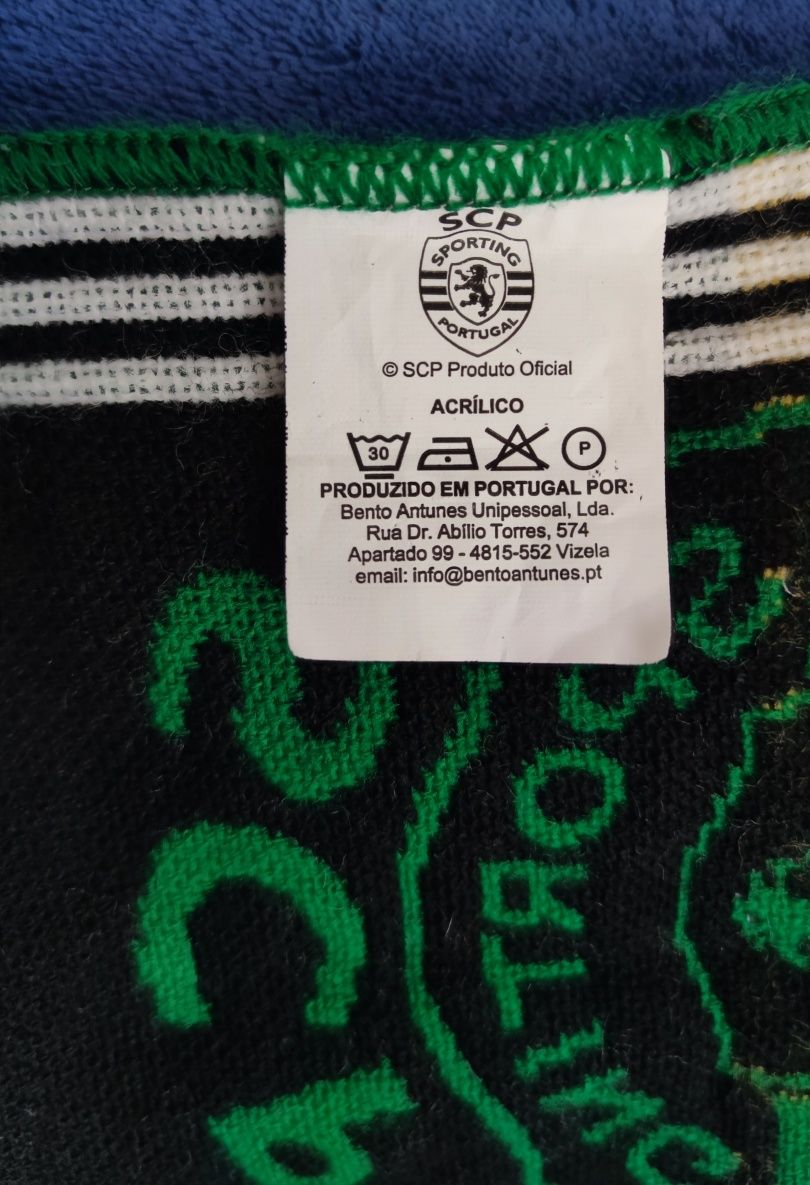 SCP
SPORTING
PORTUGAL
© SCP Produto Oficial
ACRÍLICO
30 P
PRODUZIDO EM PORTUGAL POR:
Bento Antunes Unipessoal, Lda.
Rua Dr. Abílio Torres, 574
Apartado 99 - 4815-552 Vizela
email: info@bentoantunes.pt
SCP